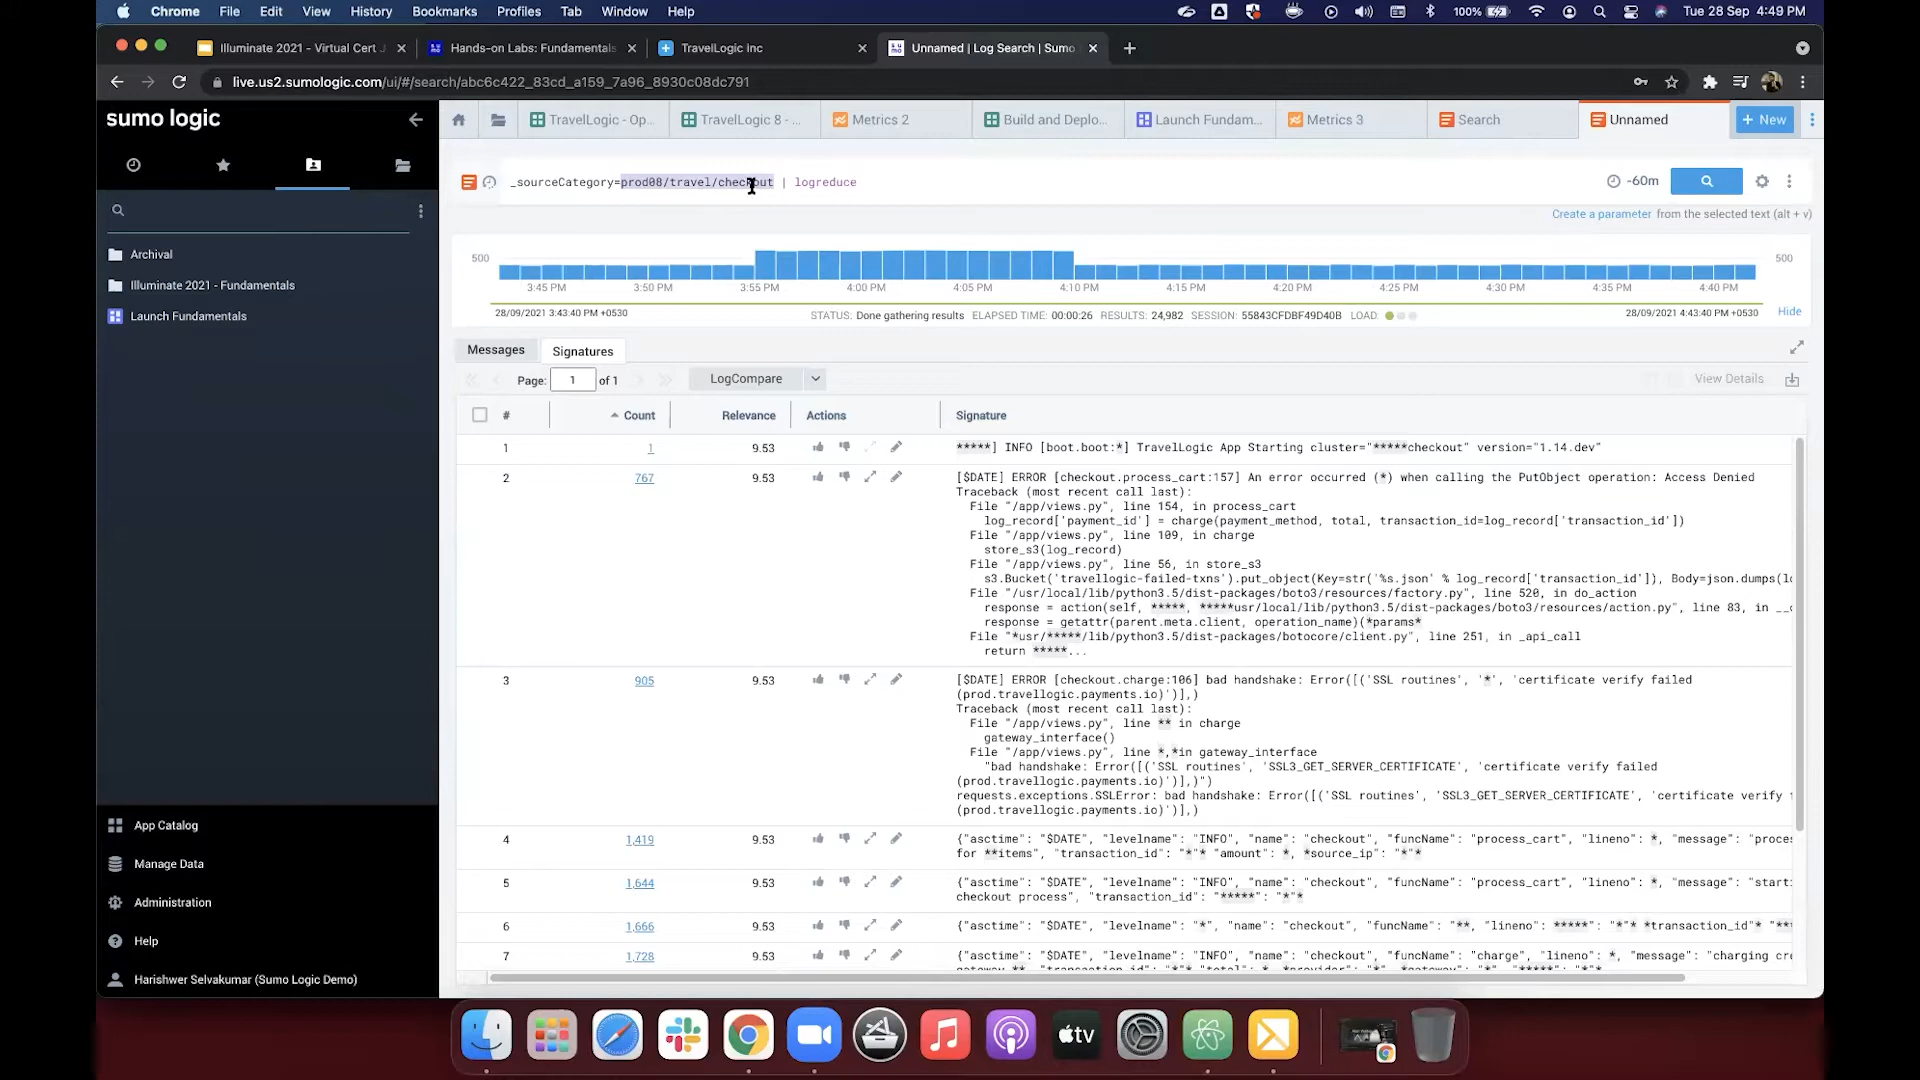 Chrome File Edit View History Bookmarks Profiles Tab Window Help 100% Tue 28 Sep 4:49 PM
Illuminate 2021 - Virtual Cert
Hands-on Labs: Fundamentals
TravelLogic Inc
Unnamed | Log Search | Sumo
live.us2.sumologic.com/ui/#/search/abc6c422_83cd_a159_7a96_8930c08dc791
sumo logic
TravelLogic - Op...
TravelLogic 8 - ...
Metrics 2
Build and Deplo...
Launch Fundam...
Metrics 3
Search
Unnamed
+ New
_sourceCategory=prod08/travel/checkout | logreduce
-60m
Create a parameter from the selected text (alt + v)
Archival
Illuminate 2021 - Fundamentals
Launch Fundamentals
500 500
3:45 PM 3:50 PM 3:55 PM 4:00 PM 4:05 PM 4:10 PM 4:15 PM 4:20 PM 4:25 PM 4:30 PM 4:35 PM 4:40 PM
28/09/2021 3:43:40 PM +0530 STATUS: Done gathering results ELAPSED TIME: 00:00:26 RESULTS: 24,982 SESSION: 55843CFDBF49D40B LOAD: 28/09/2021 4:43:40 PM +0530 Hide
Messages Signatures
Page: 1 of 1 LogCompare View Details
# Count Relevance Actions Signature
1 1 9.53 *****] INFO [boot.boot:*] TravelLogic App Starting cluster="*****checkout" version="1.14.dev"
2 767 9.53 [$DATE] ERROR [checkout.process_cart:157] An error occurred (*) when calling the PutObject operation: Access Denied
Traceback (most recent call last):
File "/app/views.py", line 154, in process_cart
log_record['payment_id'] = charge(payment_method, total, transaction_id=log_record['transaction_id'])
File "/app/views.py", line 109, in charge
store_s3(log_record)
File "/app/views.py", line 56, in store_s3
s3.Bucket('travellogic-failed-txns').put_object(Key=str('%s.json' % log_record['transaction_id']), Body=json.dumps(lo
File "/usr/local/lib/python3.5/dist-packages/boto3/resources/factory.py", line 520, in do_action
response = action(self, *****, *****usr/local/lib/python3.5/dist-packages/boto3/resources/action.py", line 83, in __c
response = getattr(parent.meta.client, operation_name)(*params*
File "*usr/*****/lib/python3.5/dist-packages/botocore/client.py", line 251, in _api_call
return *****...
3 905 9.53 [$DATE] ERROR [checkout.charge:106] bad handshake: Error([('SSL routines', '*', 'certificate verify failed
(prod.travellogic.payments.io)')],)
Traceback (most recent call last):
File "/app/views.py", line ** in charge
gateway_interface()
File "/app/views.py", line *,*in gateway_interface
"bad handshake: Error([('SSL routines', 'SSL3_GET_SERVER_CERTIFICATE', 'certificate verify failed
(prod.travellogic.payments.io)')],)")
requests.exceptions.SSLError: bad handshake: Error([('SSL routines', 'SSL3_GET_SERVER_CERTIFICATE', 'certificate verify f
(prod.travellogic.payments.io)')],)
4 1,419 9.53 {"asctime": "$DATE", "levelname": "INFO", "name": "checkout", "funcName": "process_cart", "lineno": *, "message": "proces
for **items", "transaction_id": "*"* "amount": *, *source_ip": "*"*
5 1,644 9.53 {"asctime": "$DATE", "levelname": "INFO", "name": "checkout", "funcName": "process_cart", "lineno": *, "message": "starti
checkout process", "transaction_id": "*****": "*"*
6 1,666 9.53 {"asctime": "$DATE", "levelname": "*", "name": "checkout", "funcName": "**, "lineno": *****": "*"* *transaction_id"* "**
7 1,728 9.53 {"asctime": "$DATE", "levelname": "INFO", "name": "checkout", "funcName": "charge", "lineno": *, "message": "charging cre
App Catalog
Manage Data
Administration
Help
Harishwer Selvakumar (Sumo Logic Demo)
tv